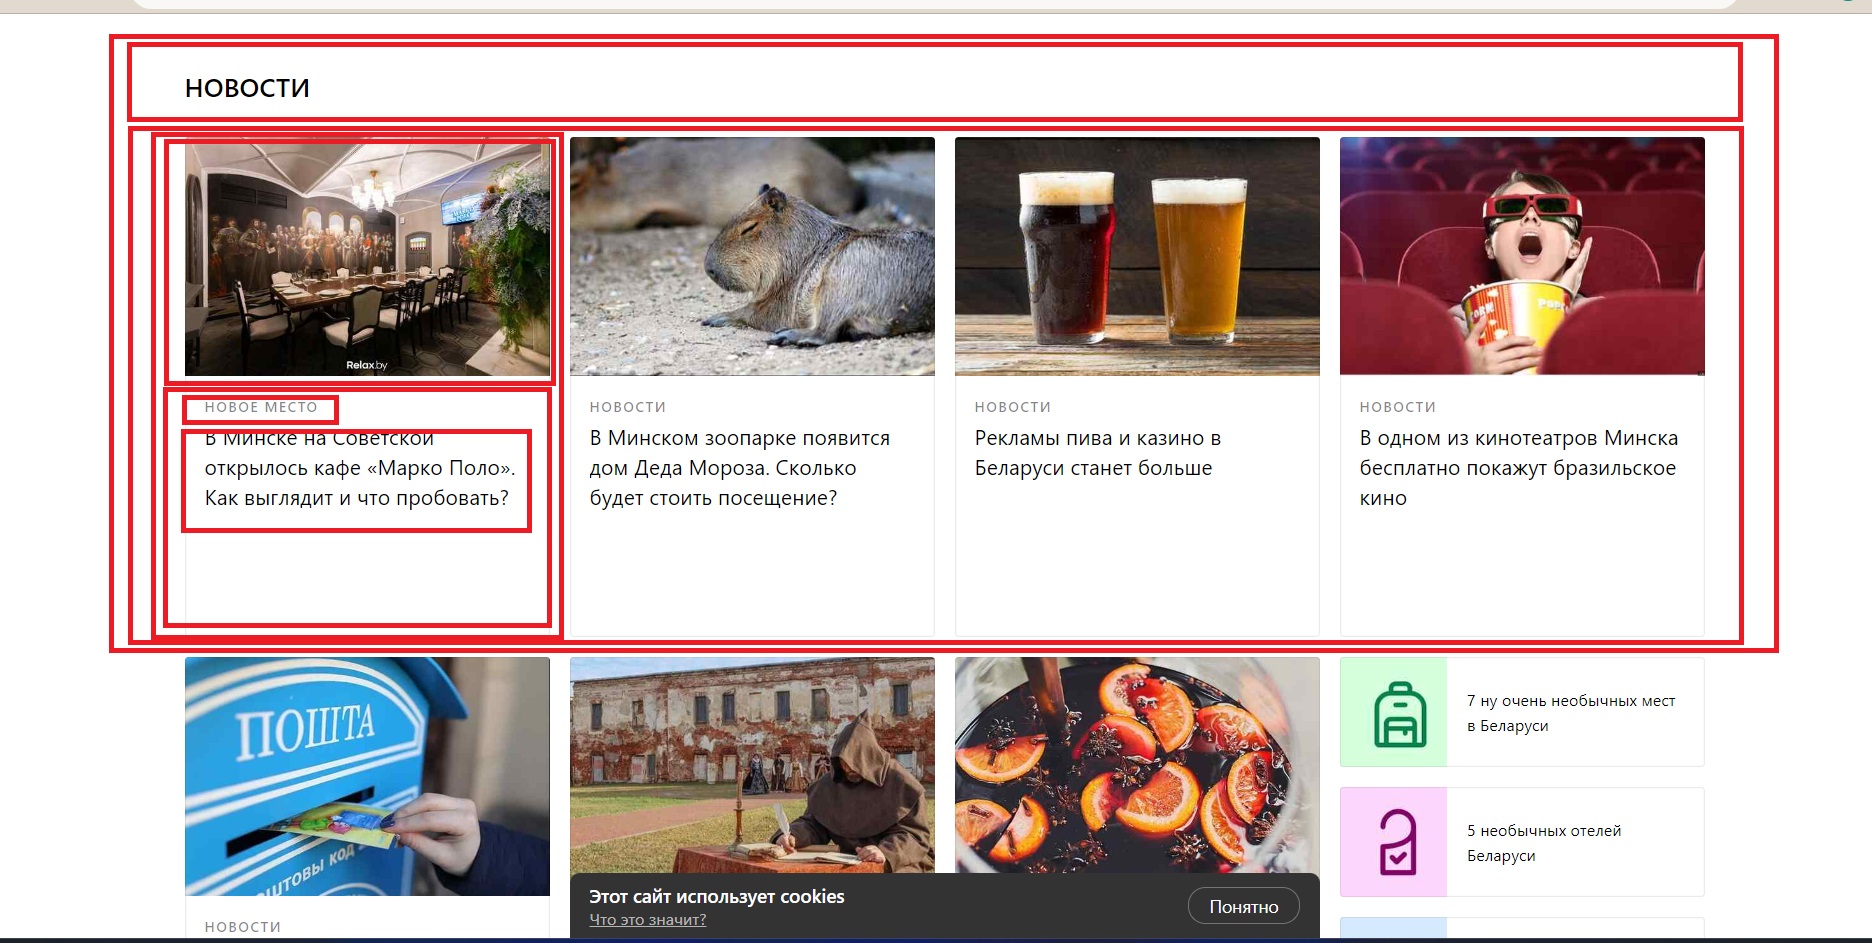 НОВОСТИ
Relax.by
POPC
НОВОЕ МЕСТО
В Минске на Советской
открылось кафе «Марко Поло».
Как выглядит и что пробовать?
НОВОСТИ
В Минском зоопарке появится
дом Деда Мороза. Сколько
будет стоить посещение?
НОВОСТИ
Рекламы пива и казино в
Беларуси станет больше
НОВОСТИ
В одном из кинотеатров Минска
бесплатно покажут бразильское
кино
ПОШТА
код
НОВОСТИ
7 ну очень необычных мест
в Беларуси
5 необычных отелей
Беларуси
Этот сайт использует cookies
Что это значит?
Понятно